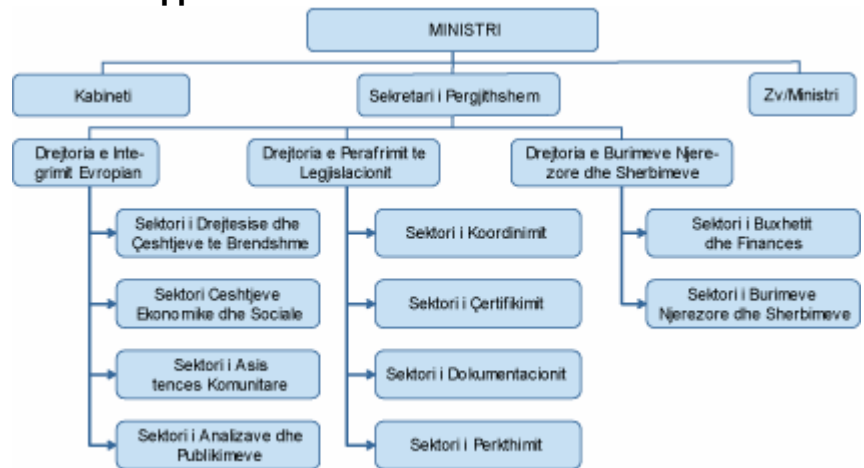 MINISTRI
Kabineti
Sekretari i Pergjithshem
Zv/Ministri
Drejtoria e Inte-
grimit Evropian
Drejtoria e Perafrimit te
Legjislacionit
Drejtoria e Burimeve Njere-
zore dhe Sherbimeve
Sektori i Drejtesise dhe
Çeshtjeve te Brendshme
Sektori Ceshtjeve
Ekonomike dhe Sociale
Sektori i Asis
tences Komunitare
Sektori i Analizave dhe
Publikimeve
Sektori i Koordinimit
Sektori i Çertifikimit
Sektori i Dokumentacionit
Sektori i Perkthimit
Sektori i Buxhetit
dhe Finances
Sektori i Burimeve
Njerezore dhe Sherbimeve